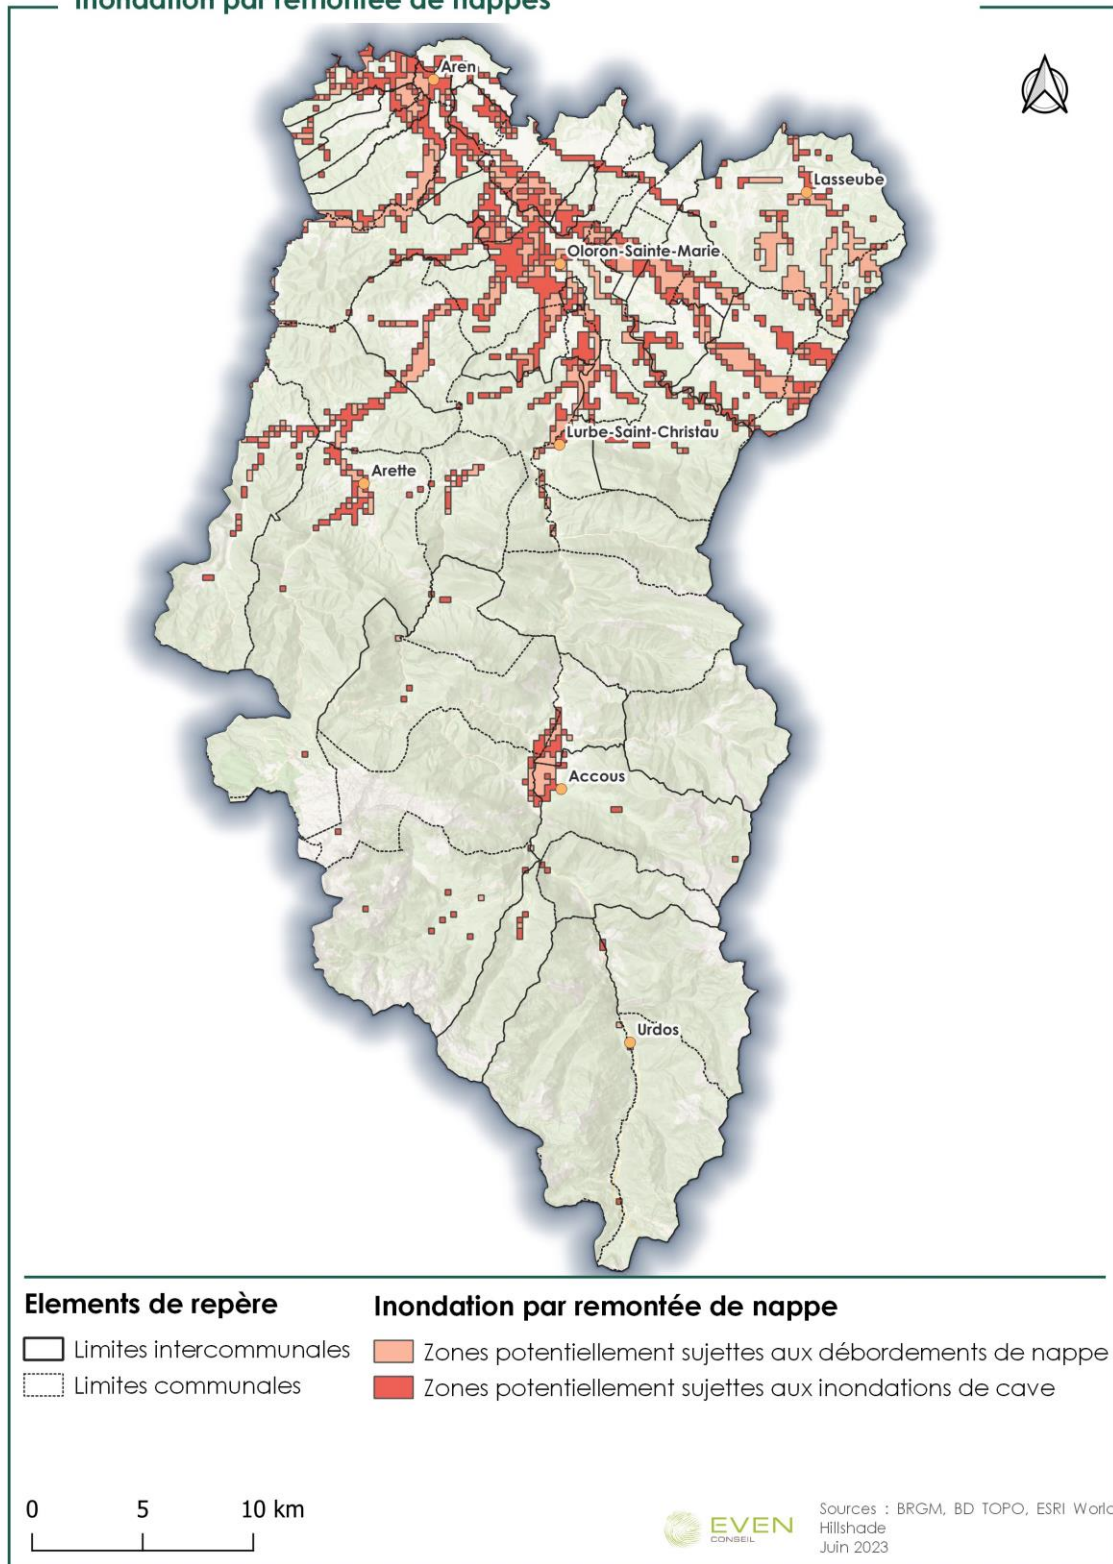 Inondation par remontée de nappes
Aren
Lasseube
Oloron-Sainte-Marie
Lurbe-Saint-Christau
Arette
Accous
Urdos
Elements de repère
Limites intercommunales
Limites communales
Inondation par remontée de nappe
Zones potentiellement sujettes aux débordements de nappe
Zones potentiellement sujettes aux inondations de cave
0 5 10 km
EVEN
CONSEIL
Sources : BRGM, BD TOPO, ESRI World
Hillshade
Juin 2023